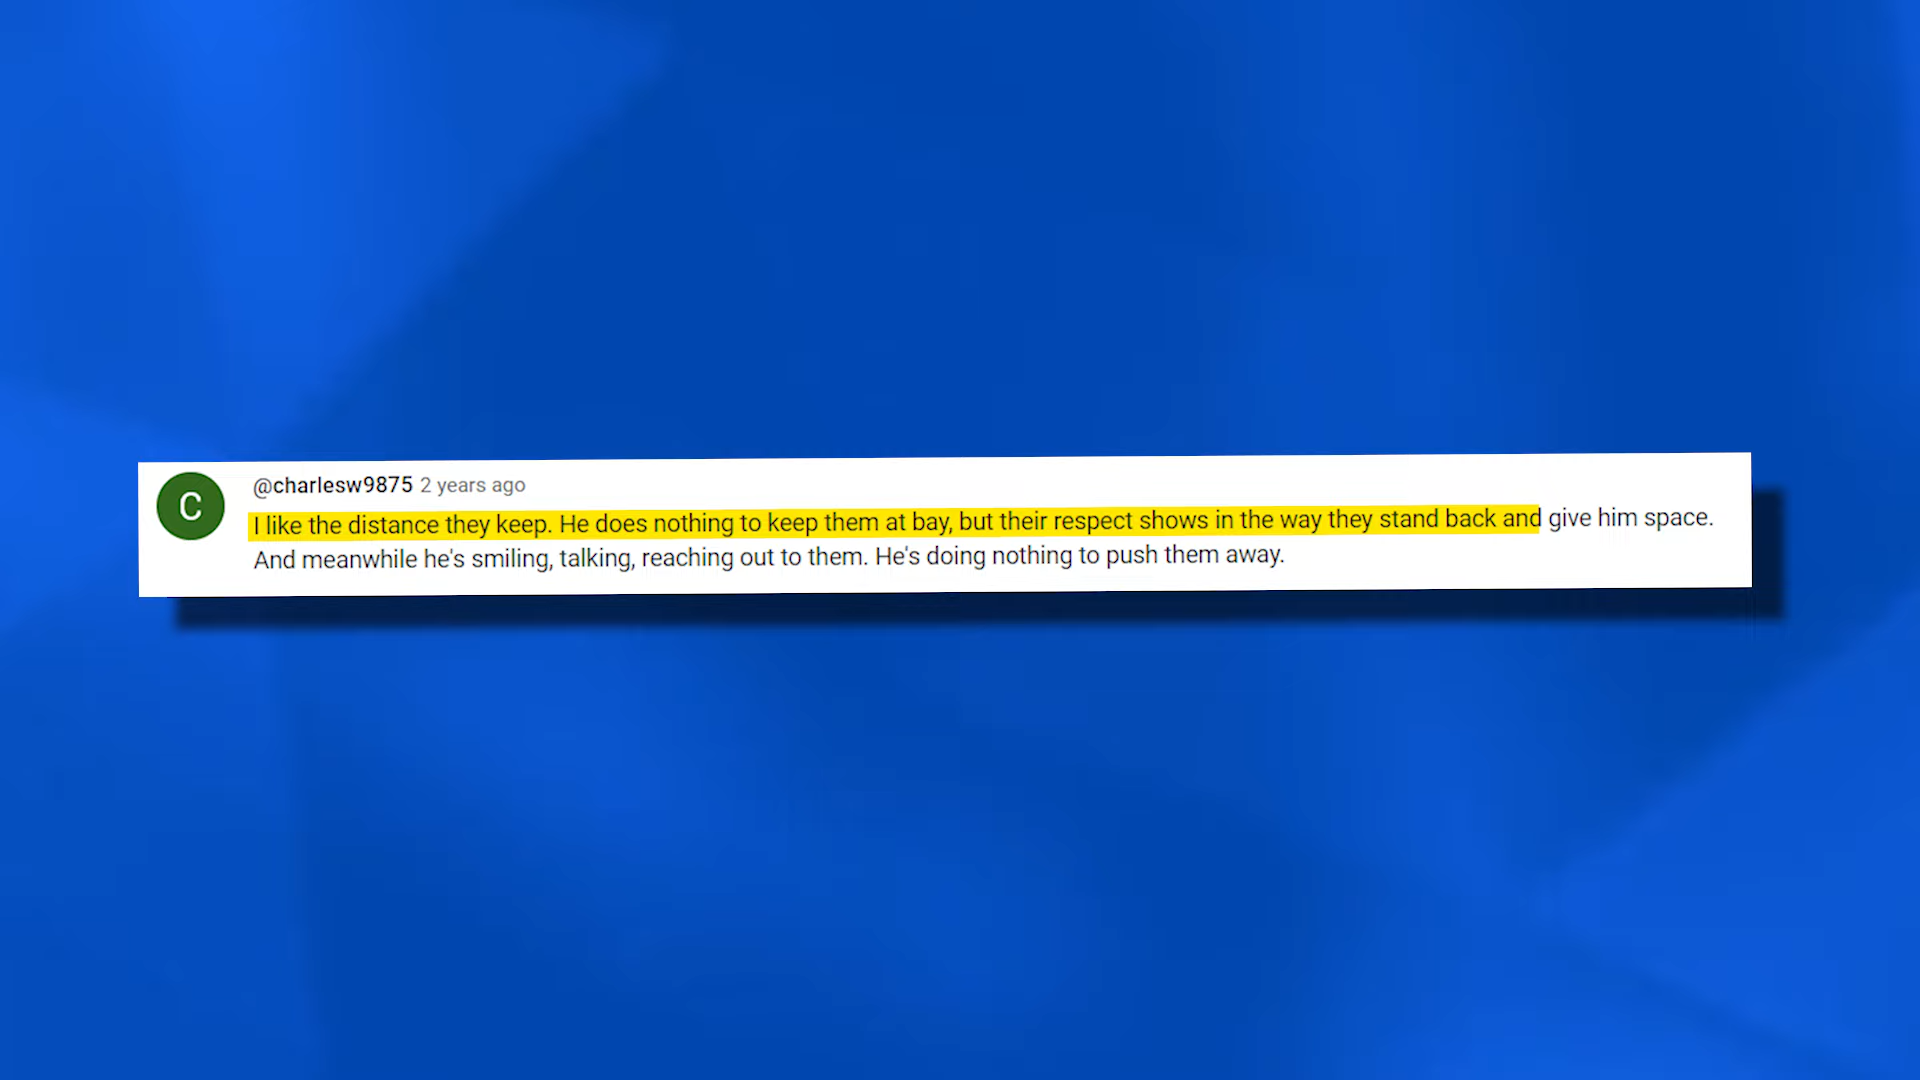 C
@charlesw9875 2 years ago
I like the distance they keep. He does nothing to keep them at bay, but their respect shows in the way they stand back and give him space.
And meanwhile he's smiling, talking, reaching out to them. He's doing nothing to push them away.